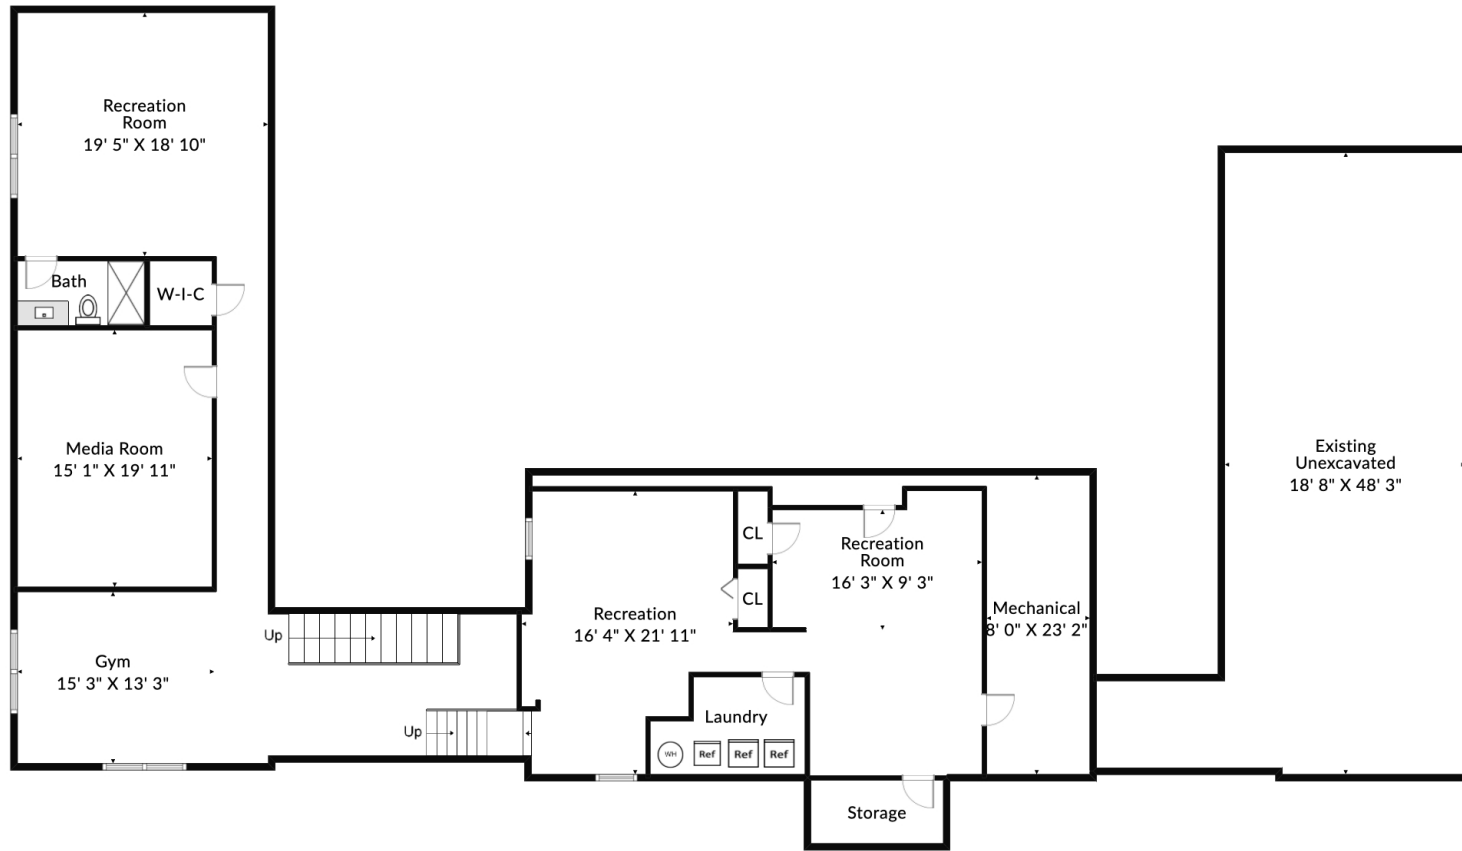 Recreation
Room
19' 5" X 18' 10"
Bath
W-I-C
Media Room
15' 1" X 19' 11"
Up
Gym
15' 3" X 13' 3"
Up
Recreation
16' 4" X 21' 11"
CL
CL
Recreation
Room
16' 3" X 9' 3"
Mechanical
8' 0" X 23' 2"
Laundry
WH
Ref
Ref
Ref
Storage
Existing
Unexcavated
18' 8" X 48' 3"